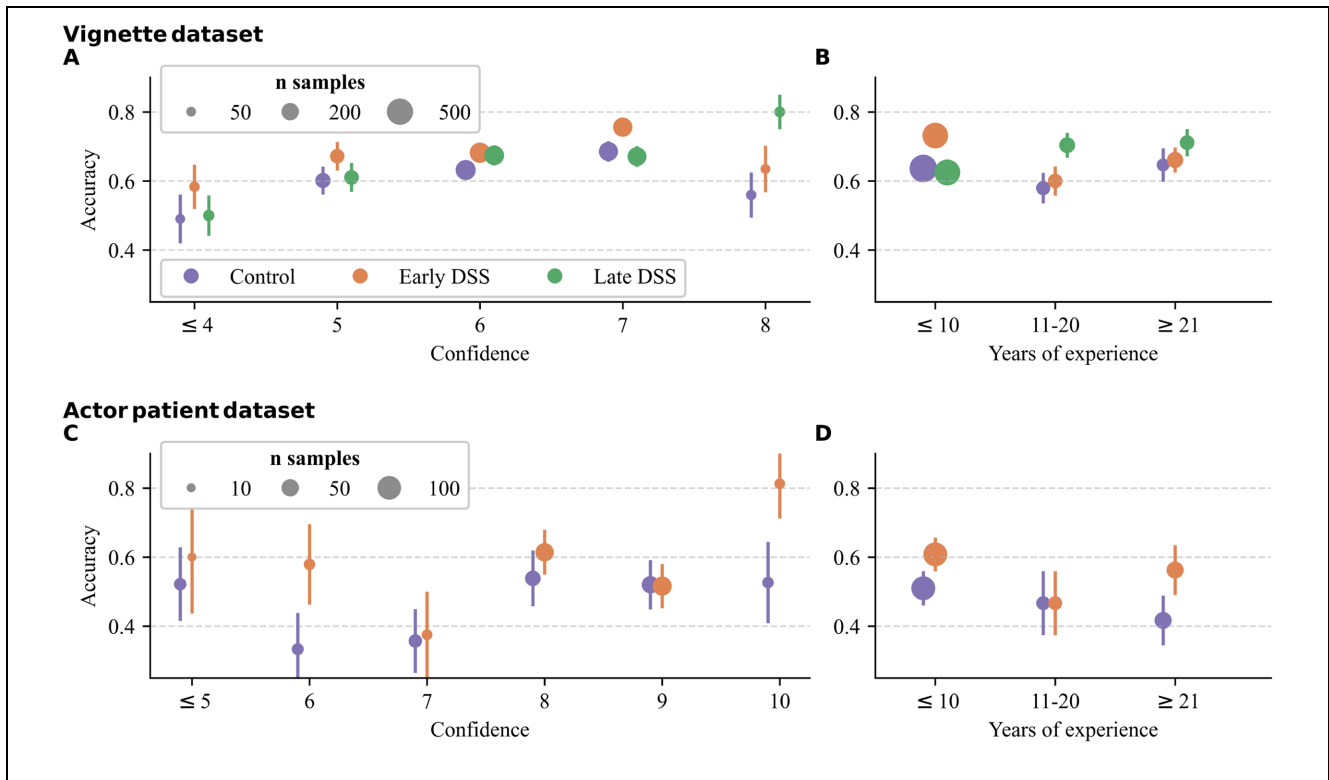 Vignette dataset
A
B
n samples
50 200 500
0.8
0.6
0.4
Accuracy
Control Early DSS Late DSS
≤ 4 5 6 7 8
Confidence
0.8
0.6
0.4
≤ 10 11-20 ≥ 21
Years of experience
Actor patient dataset
C
D
n samples
10 50 100
0.8
0.6
0.4
Accuracy
≤ 5 6 7 8 9 10
Confidence
0.8
0.6
0.4
≤ 10 11-20 ≥ 21
Years of experience